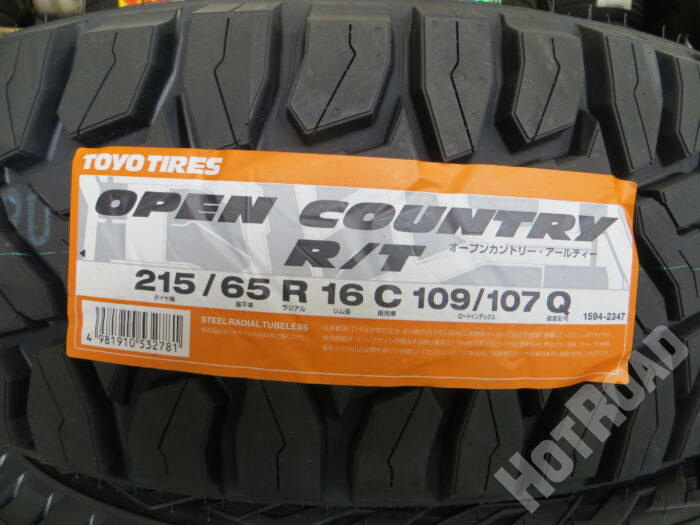 TOYO TIRES
OPEN COUNTRY
R/T
オープンカントリー・アールティー
215/65 R 16 C 109/107 Q
タイヤ幅 偏平率 ラジアル リム径 商用車 ロードインデックス 速度記号
1594-2347
STEEL RADIAL TUBELESS
4 981910 532781
HOTROAD